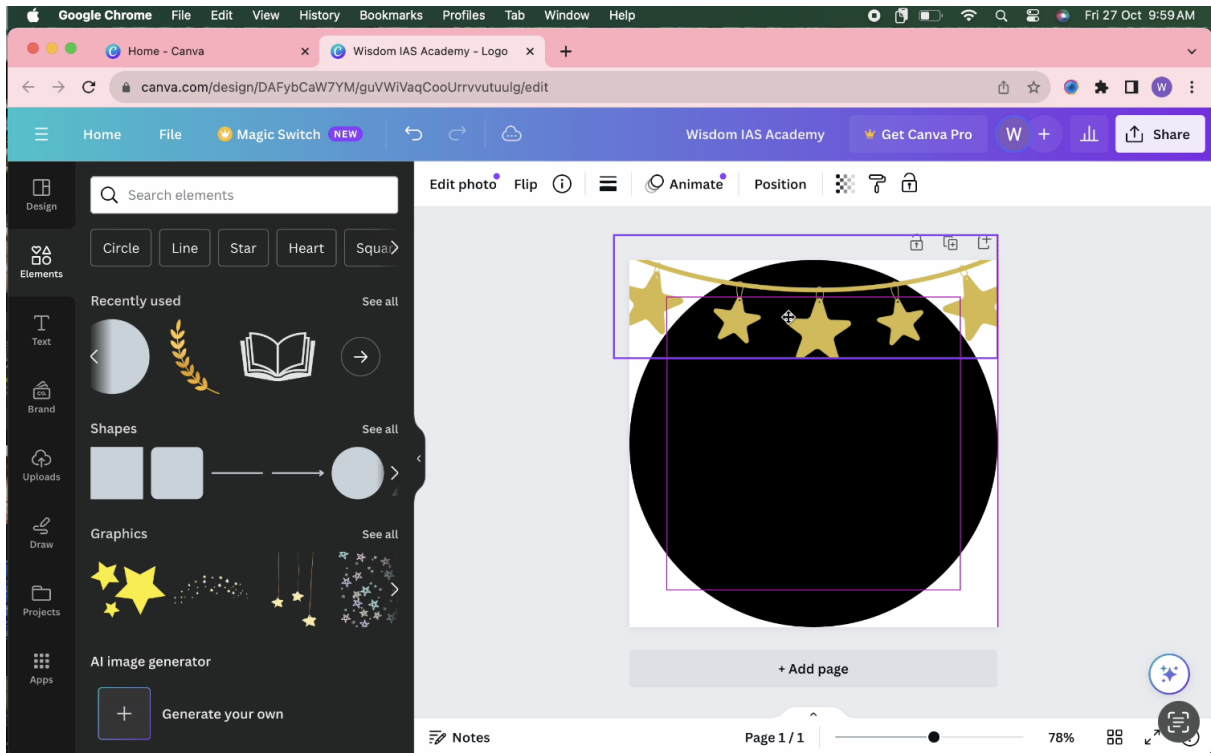 Google Chrome File Edit View History Bookmarks Profiles Tab Window Help Fri 27 Oct 9:59 AM
Home - Canva Wisdom IAS Academy - Logo
canva.com/design/DAFybCaW7YM/guVWiVaqCooUrrvvutuulg/edit W
Home File Magic Switch NEW Wisdom IAS Academy Get Canva Pro W + Share
Design
Elements
Text
Brand
Uploads
Draw
Projects
Apps
Search elements
Circle Line Star Heart Squar
Recently used See all
CO.
Shapes See all
Graphics See all
AI image generator
Generate your own
Edit photo Flip Animate Position
+ Add page
Notes Page 1 / 1 78%